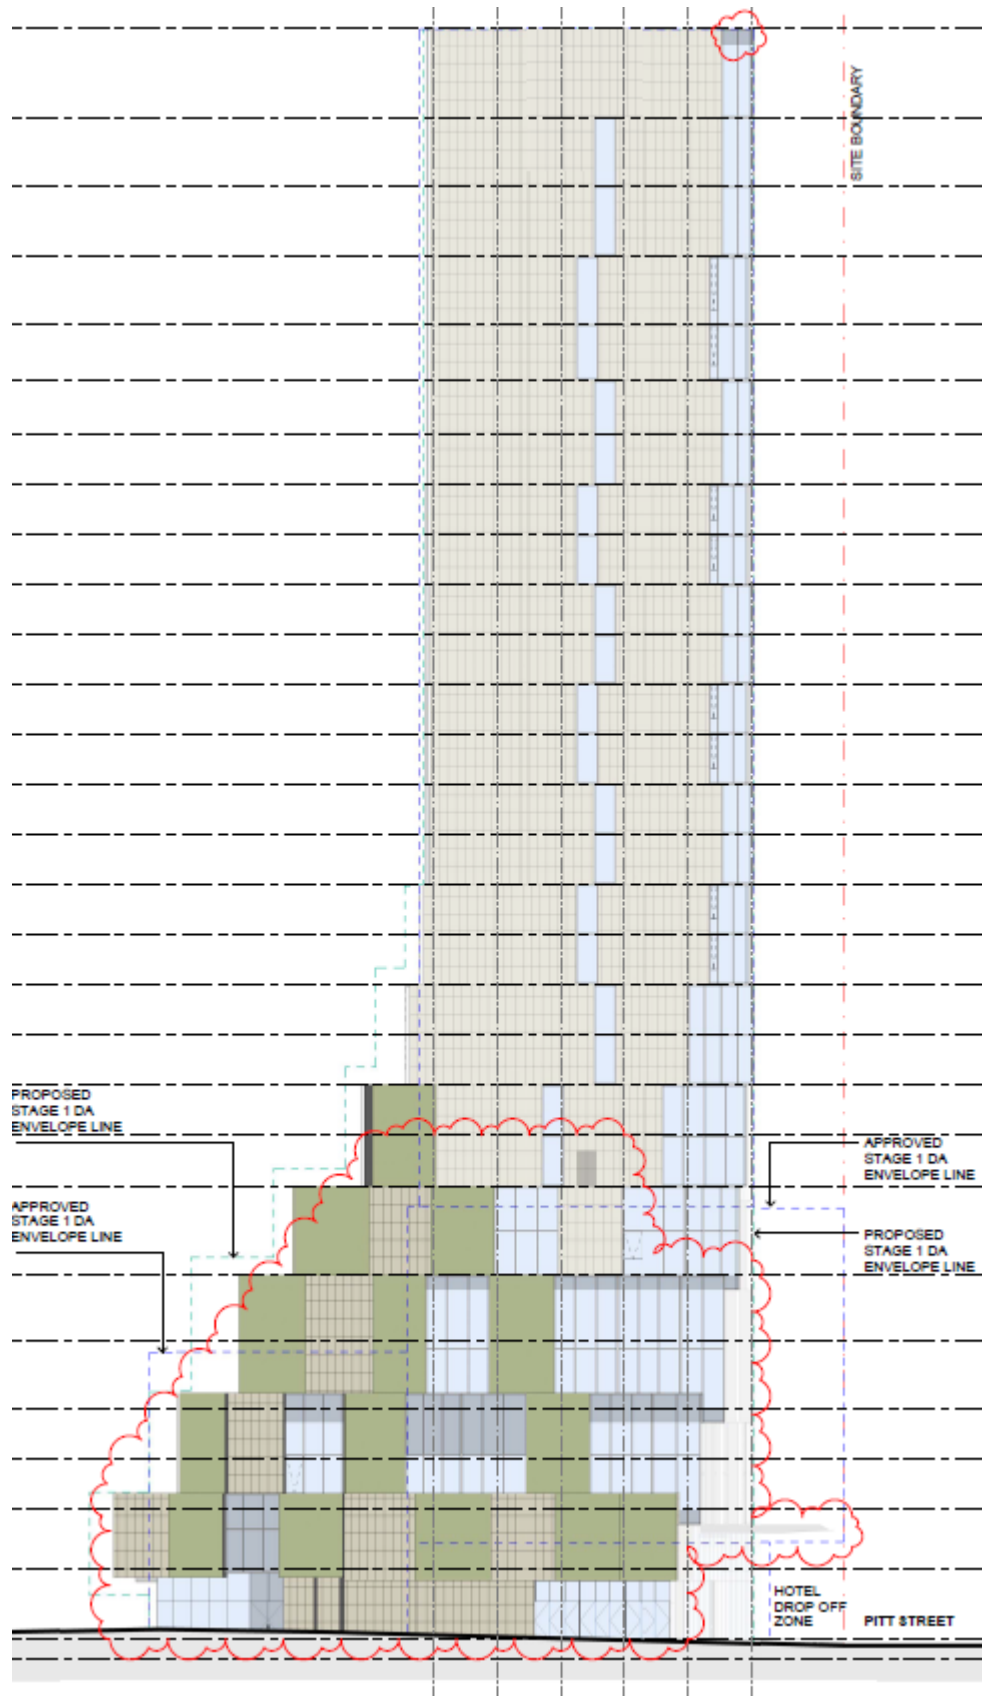 SITE BOUNDARY
PROPOSED
STAGE 1 DA
ENVELOPE LINE
APPROVED
STAGE 1 DA
ENVELOPE LINE
APPROVED
STAGE 1 DA
ENVELOPE LINE
PROPOSED
STAGE 1 DA
ENVELOPE LINE
HOTEL
DROP OFF
ZONE
PITT STREET